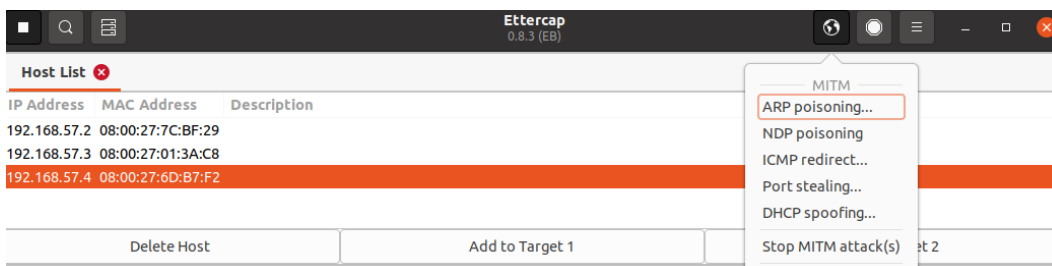 Ettercap
0.8.3 (EB)
Host List
MITM
IP Address MAC Address Description
ARP poisoning...
192.168.57.2 08:00:27:7C:BF:29
NDP poisoning
192.168.57.3 08:00:27:01:3A:C8
ICMP redirect...
192.168.57.4 08:00:27:6D:B7:F2
Port stealing...
DHCP spoofing...
Delete Host Add to Target 1 Stop MITM attack(s) et 2